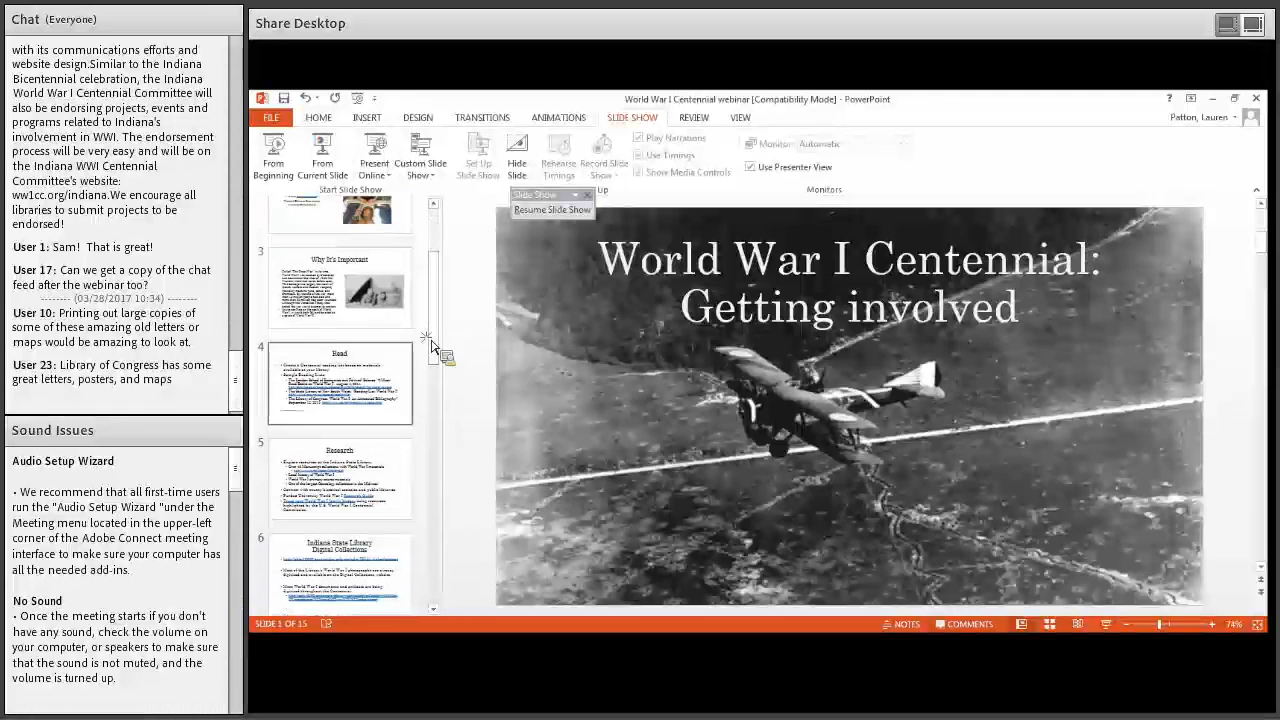 Chat (Everyone)
with its communications efforts and
website design.Similar to the Indiana
Bicentennial celebration, the Indiana
World War I Centennial Committee will
also be endorsing projects, events and
programs related to Indiana's
involvement in WWI. The endorsement
process will be very easy and will be on
the Indiana WWI Centennial
Committee's website:
www.in.org/indiana.We encourage all
libraries to submit projects to be
endorsed!
User 1: Sam! That is great!
User 17: Can we get a copy of the chat
feed after the webinar too?
-------- (03/28/2017 10:34) --------
printing out large copies of
some of these amazing old letters or
maps would be amazing to look at.
User 23: Library of Congress has some
great letters, posters, and maps
Sound Issues
Audio Setup Wizard
• We recommend that all first-time users
run the Audio Setup Wizard "under the
Meeting menu located in the upper-left
corner of the Adobe Connect meeting
interface to make sure your computer has
all the needed add-ins.
No Sound
• Once the meeting starts if you don't
have any sound, check the volume on
your computer, or speakers to make sure
that the sound is not muted, and the
volume is turned up.
Share Desktop
World War I Centennial webinar [Compatibility Mode] - PowerPoint
FILE HOME INSERT DESIGN TRANSITIONS ANIMATIONS SLIDE SHOW REVIEW VIEW
Patton, Lauren
From Beginning
From Current Slide
Present Online
Custom Slide Show
Set Up Slide Show
Hide Slide
Rehearse Timings
Record Slide Show
Play Narrations
Use Timings
Show Media Controls
Monitor: Automatic
Use Presenter View
Start Slide Show
Up
Monitors
Slide Show
Resume Slide Show
3
Why It's Important
4
Read
5
Research
6
Indiana State Library
Digital Collections
World War I Centennial:
Getting involved
SLIDE 1 OF 15
NOTES
COMMENTS
74%